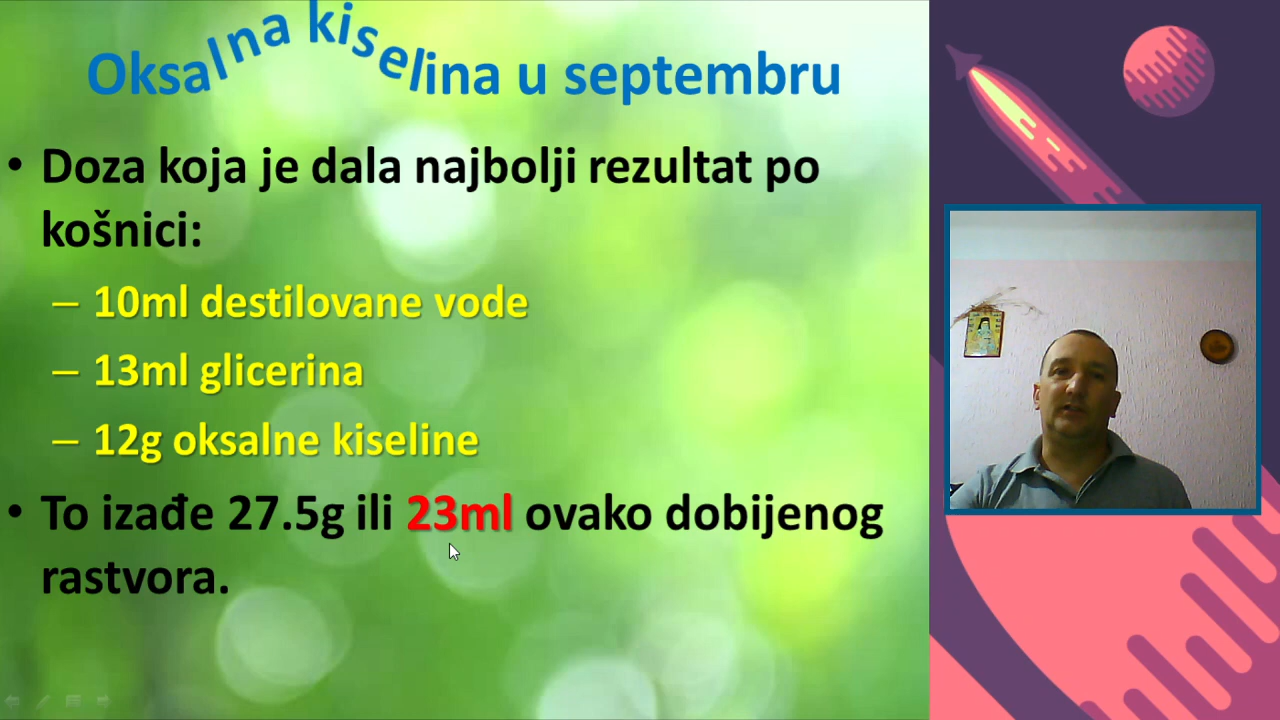 Oksalna kiselina u septembru
• Doza koja je dala najbolji rezultat po
košnici:
– 10ml destilovane vode
– 13ml glicerina
– 12g oksalne kiseline
• To izađe 27.5g ili 23ml ovako dobijenog
rastvora.